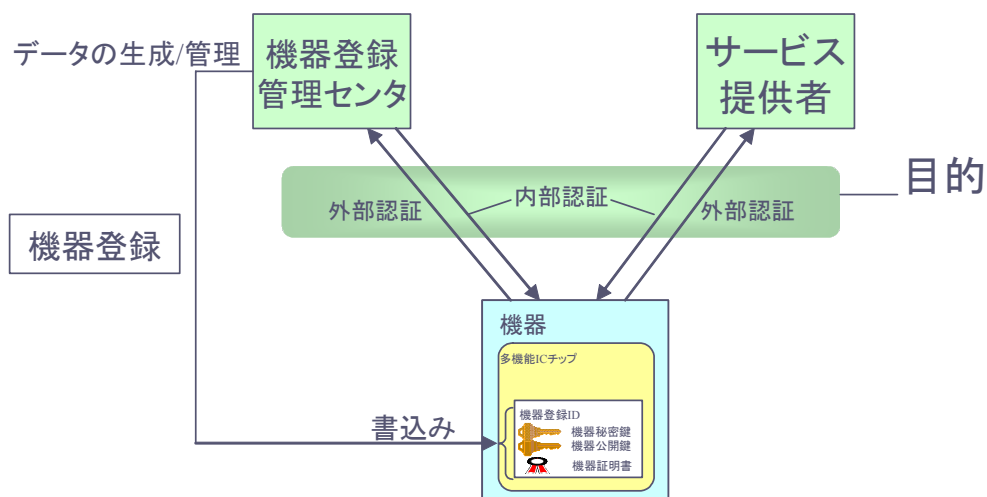 データの生成/管理
機器登録
管理センタ
サービス
提供者
目的
外部認証
内部認証
外部認証
機器登録
機器
多機能ICチップ
機器登録ID
機器秘密鍵
機器公開鍵
機器証明書
書込み